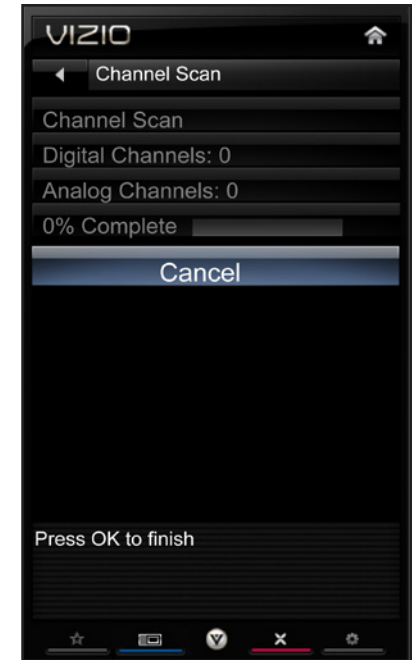 VIZIO
Channel Scan
Channel Scan
Digital Channels: 0
Analog Channels: 0
0% Complete
Cancel
Press OK to finish
V